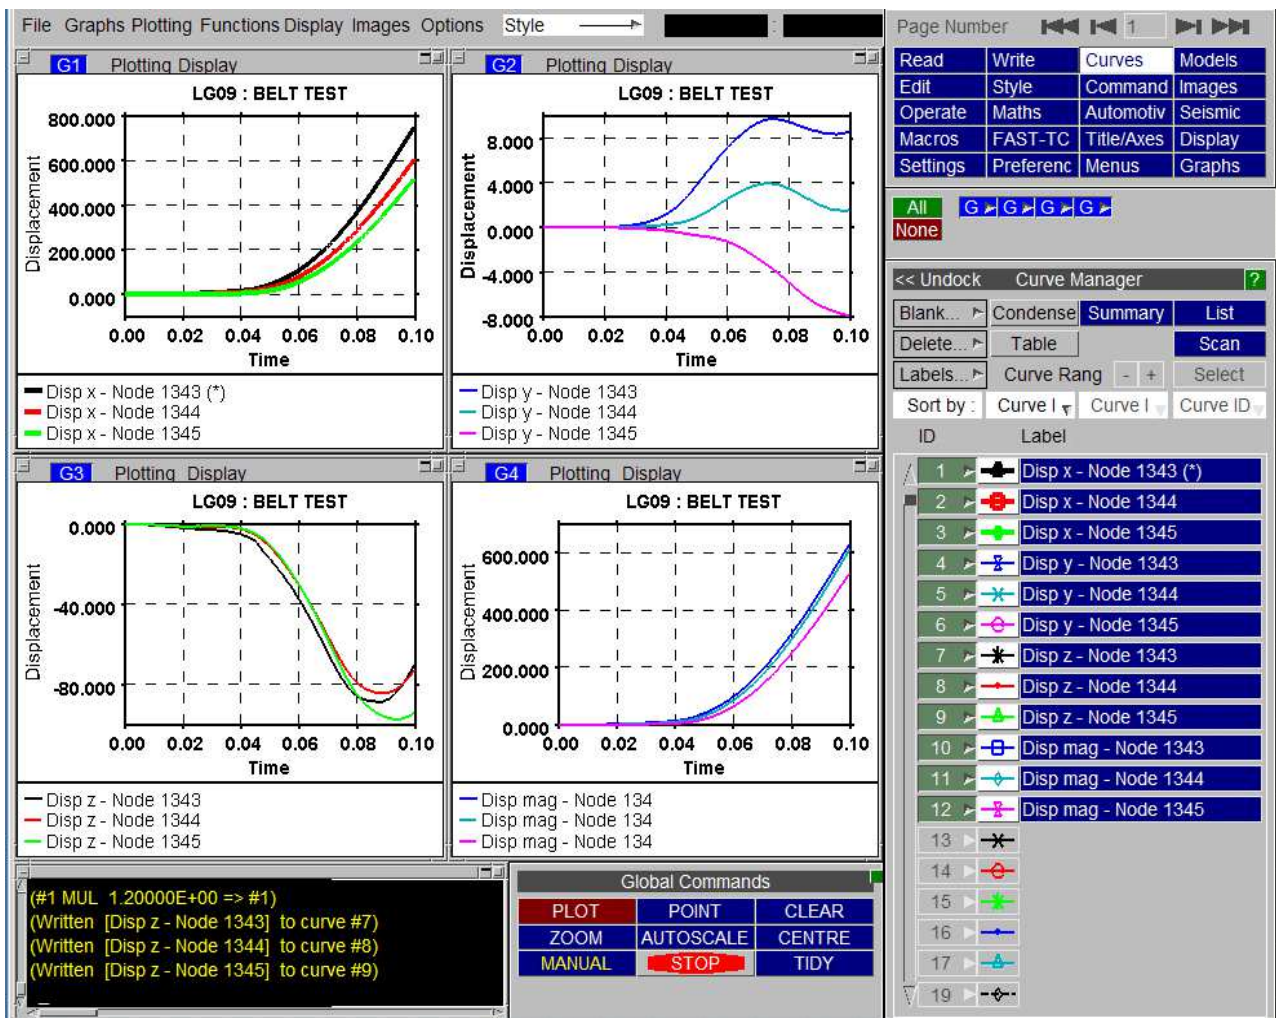 File Graphs Plotting Functions Display Images Options Style
:
G1 Plotting Display
LG09 : BELT TEST
800.000
600.000
400.000
200.000
0.000
Displacement
0.00 0.02 0.04 0.06 0.08 0.10
Time
Disp x - Node 1343 (*)
Disp x - Node 1344
Disp x - Node 1345
G2 Plotting Display
LG09 : BELT TEST
8.000
4.000
0.000
-4.000
-8.000
Displacement
0.00 0.02 0.04 0.06 0.08 0.10
Time
Disp y - Node 1343
Disp y - Node 1344
Disp y - Node 1345
G3 Plotting Display
LG09 : BELT TEST
0.000
-40.000
-80.000
Displacement
0.00 0.02 0.04 0.06 0.08 0.10
Time
Disp z - Node 1343
Disp z - Node 1344
Disp z - Node 1345
G4 Plotting Display
LG09 : BELT TEST
600.000
400.000
200.000
0.000
Displacement
0.00 0.02 0.04 0.06 0.08 0.10
Time
Disp mag - Node 134
Disp mag - Node 134
Disp mag - Node 134
(#1 MUL 1.20000E+00 => #1)
(Written [Disp z - Node 1343] to curve #7)
(Written [Disp z - Node 1344] to curve #8)
(Written [Disp z - Node 1345] to curve #9)
_
Global Commands
PLOT POINT CLEAR
ZOOM AUTOSCALE CENTRE
MANUAL STOP TIDY
Page Number 1
Read Write Curves Models
Edit Style Command Images
Operate Maths Automotiv Seismic
Macros FAST-TC Title/Axes Display
Settings Preferenc Menus Graphs
All G G G G
None
<< Undock Curve Manager ?
Blank... Condense Summary List
Delete... Table Scan
Labels... Curve Rang - + Select
Sort by : Curve I Curve I Curve ID
ID Label
1 Disp x - Node 1343 (*)
2 Disp x - Node 1344
3 Disp x - Node 1345
4 Disp y - Node 1343
5 Disp y - Node 1344
6 Disp y - Node 1345
7 Disp z - Node 1343
8 Disp z - Node 1344
9 Disp z - Node 1345
10 Disp mag - Node 1343
11 Disp mag - Node 1344
12 Disp mag - Node 1345
13
14
15
16
17
19